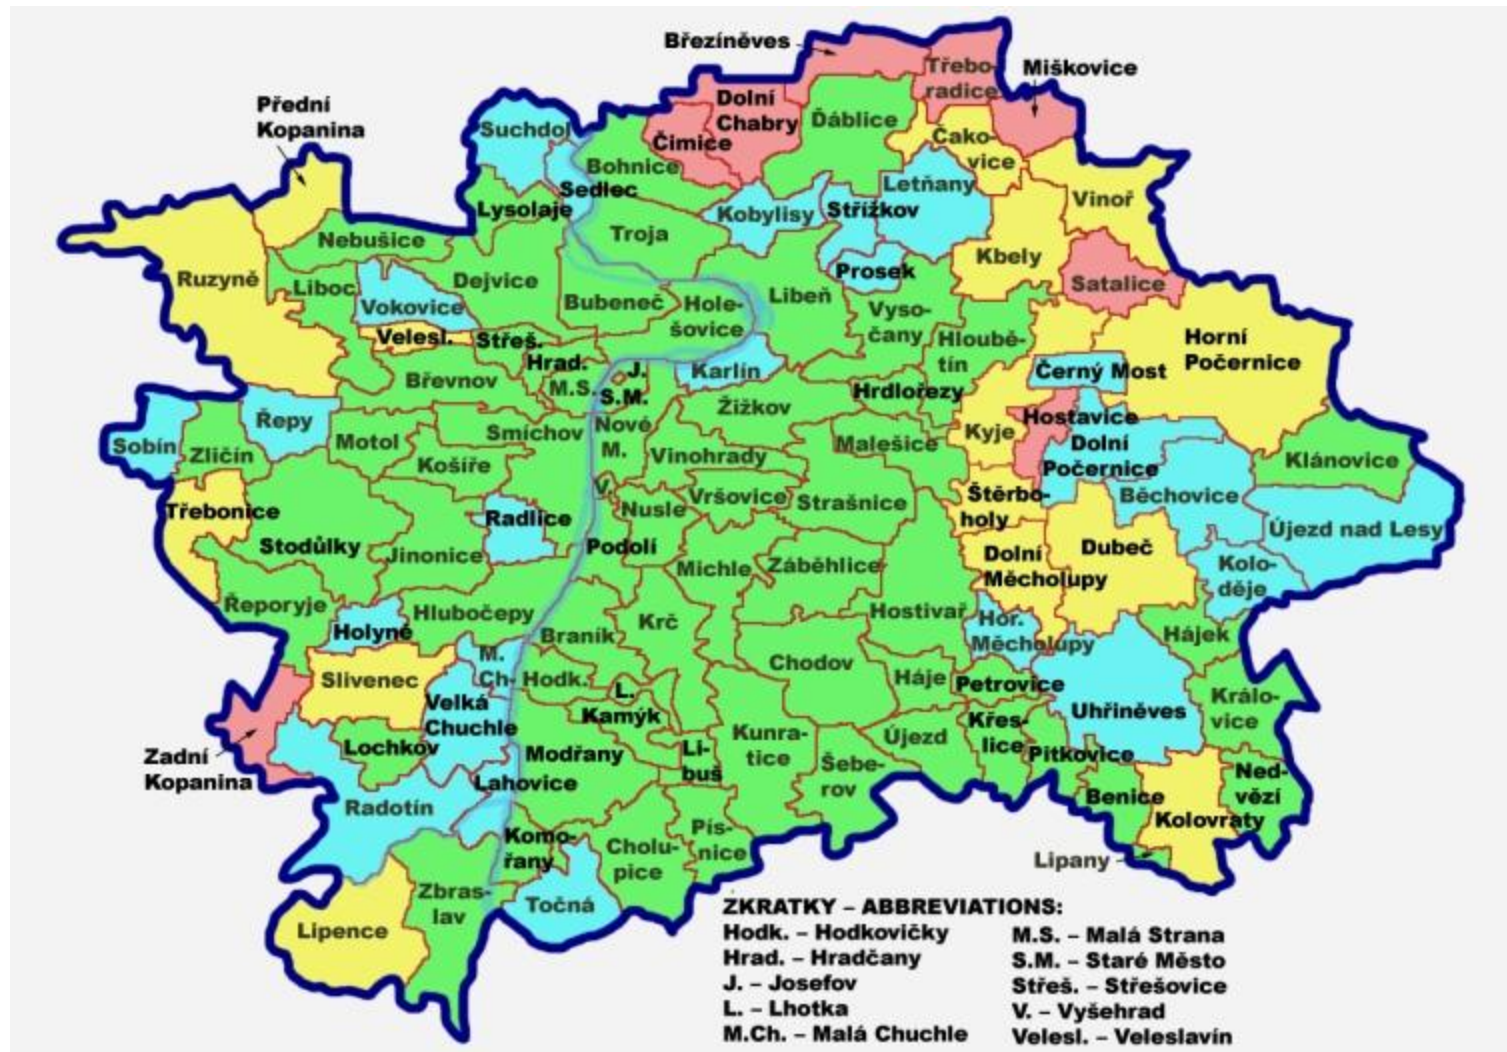 Březíněves
Třebo-
radice
Miškovice
Přední
Kopanina
Dolní
Chabry
Čimice
Ďáblice
Čako-
vice
Suchdol
Bohnice
Sedlec
Lysolaje
Kobylisy
Střížkov
Letňany
Vinoř
Troja
Nebušice
Ruzyně
Liboc
Vokovice
Dejvice
Bubeneč
Hole-
šovice
Libeň
Prosek
Kbely
Satalice
Vyso-
čany
Hloubě-
tín
Horní
Počernice
Velesl.
Střeš.
Hrad.
M.S.
J.
S.M.
Karlín
Břevnov
Černý Most
Hrdlořezy
Žižkov
Hostavice
Dolní
Počernice
Kyje
Sobín
Zličín
Řepy
Motol
Smíchov
Košíře
Nové
M.
Vinohrady
Malešice
Klánovice
Běchovice
Újezd nad Lesy
Třebonice
Stodůlky
Jinonice
Radlice
V.
Nusle
Vršovice
Strašnice
Štěrbo-
holy
Podolí
Michle
Záběhlice
Dolní
Měcholupy
Dubeč
Kolo-
děje
Řeporyje
Holyně
Hlubočepy
Braník
Krč
Hostivař
Hor.
Měcholupy
Hájek
Slivenec
M.
Ch.
Hodk.
L.
Kamýk
Chodov
Háje
Petrovice
Uhříněves
Králo-
vice
Velká
Chuchle
Lochkov
Zadní
Kopanina
Modřany
Li-
buš
Kunra-
tice
Šebe-
rov
Újezd
Křes-
lice
Pitkovice
Lahovice
Radotín
Benice
Kolovraty
Ned-
vězí
Lipany
Komo-
řany
Cholu-
pice
Pís-
nice
Zbras-
lav
Točná
Lipence
ZKRATKY – ABBREVIATIONS:
Hodk. – Hodkovičky
Hrad. – Hradčany
J. – Josefov
L. – Lhotka
M.Ch. – Malá Chuchle
M.S. – Malá Strana
S.M. – Staré Město
Střeš. – Střešovice
V. – Vyšehrad
Velesl. – Veleslavín